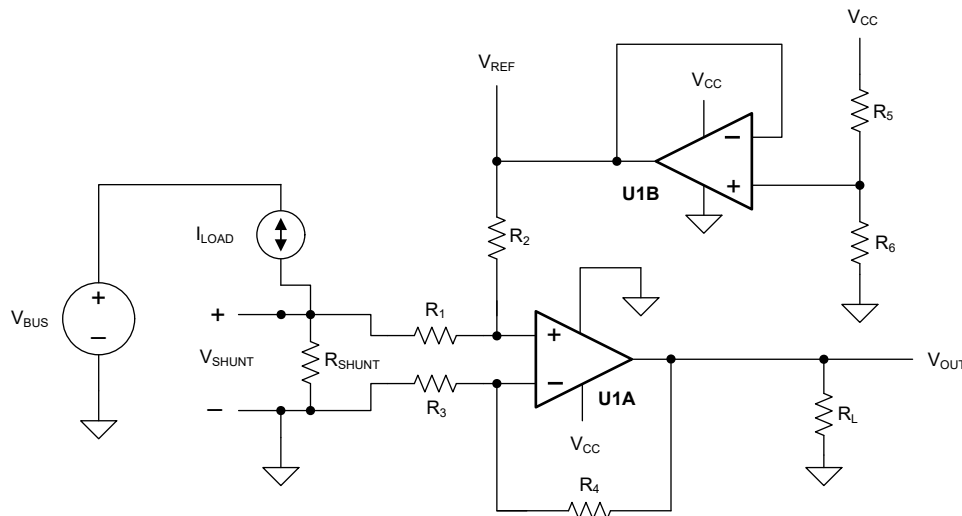 V_CC
V_REF
V_CC
R_5
−
+
U1B
R_6
R_2
I_LOAD
+
−
V_BUS
+
V_SHUNT
−
R_SHUNT
R_1
R_3
+
−
U1A
V_CC
R_4
V_OUT
R_L